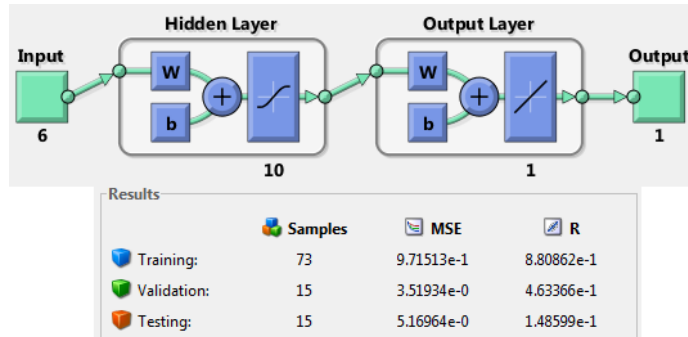 Hidden Layer Output Layer
Input Output
W W
b b
6 1
10 1
Results
Samples MSE R
Training: 73 9.71513e-1 8.80862e-1
Validation: 15 3.51934e-0 4.63366e-1
Testing: 15 5.16964e-0 1.48599e-1